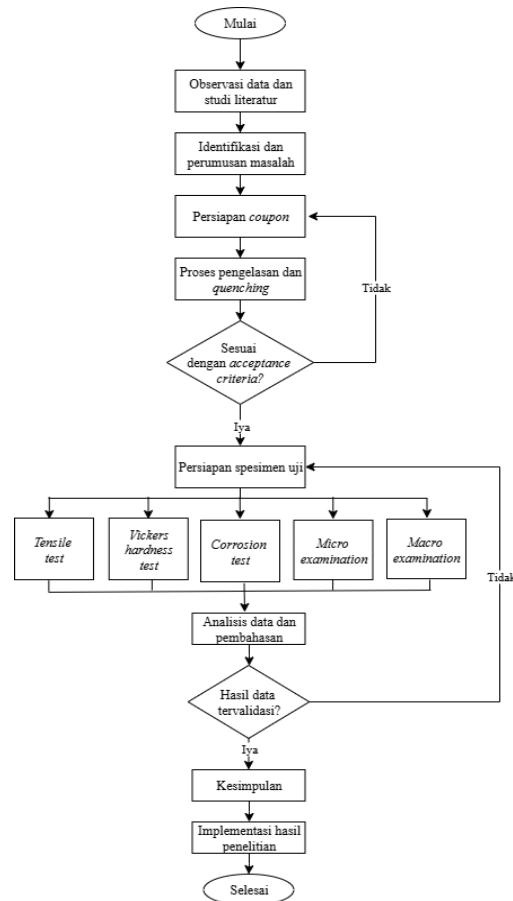 Mulai
Observasi data dan
studi literatur
Identifikasi dan
perumusan masalah
Persiapan coupon
Proses pengelasan dan
quenching
Tidak
Sesuai
dengan acceptance
criteria?
Iya
Persiapan spesimen uji
Tensile
test
Vickers
hardness
test
Corrosion
test
Micro
examination
Macro
examination
Tidak
Analisis data dan
pembahasan
Hasil data
tervalidasi?
Iya
Kesimpulan
Implementasi hasil
penelitian
Selesai